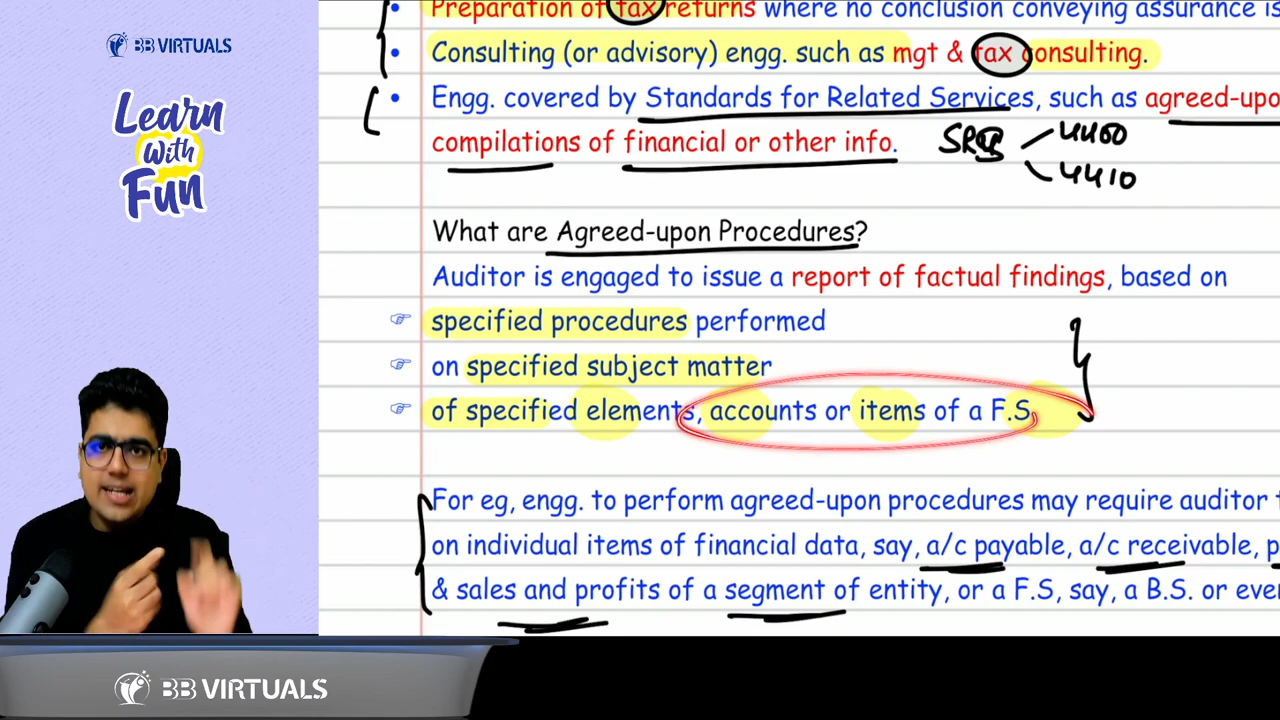 BB VIRTUALS
Learn
With
Fun
Preparation of tax returns where no conclusion conveying assurance is
Consulting (or advisory) engg. such as mgt & tax consulting.
Engg. covered by Standards for Related Services, such as agreed-upo
compilations of financial or other info.
SRS
4400
4410
What are Agreed-upon Procedures?
Auditor is engaged to issue a report of factual findings, based on
specified procedures performed
on specified subject matter
of specified elements, accounts or items of a F.S.
For eg, engg. to perform agreed-upon procedures may require auditor t
on individual items of financial data, say, a/c payable, a/c receivable, p
& sales and profits of a segment of entity, or a F.S, say, a B.S. or eve
BB VIRTUALS